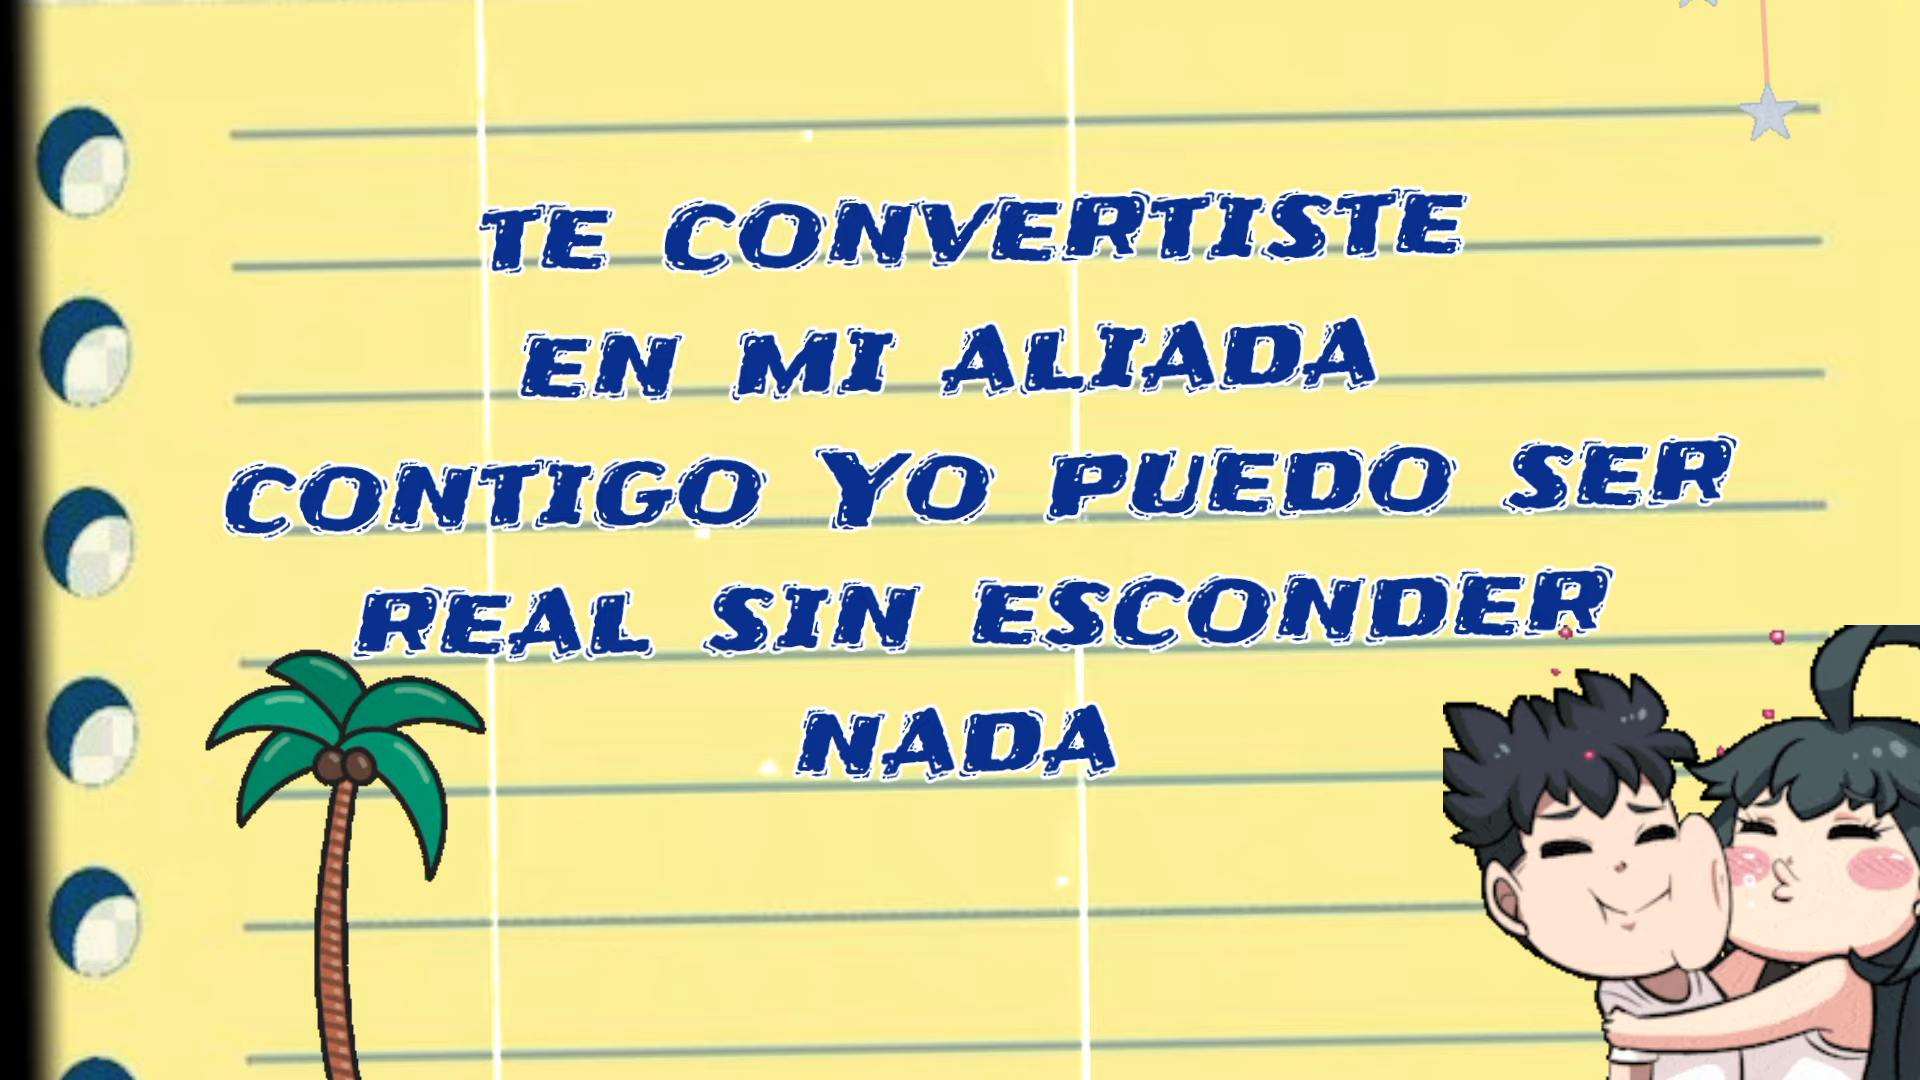 TE CONVERTISTE
EN MI ALIADA
CONTIGO YO PUEDO SER
REAL SIN ESCONDER
NADA